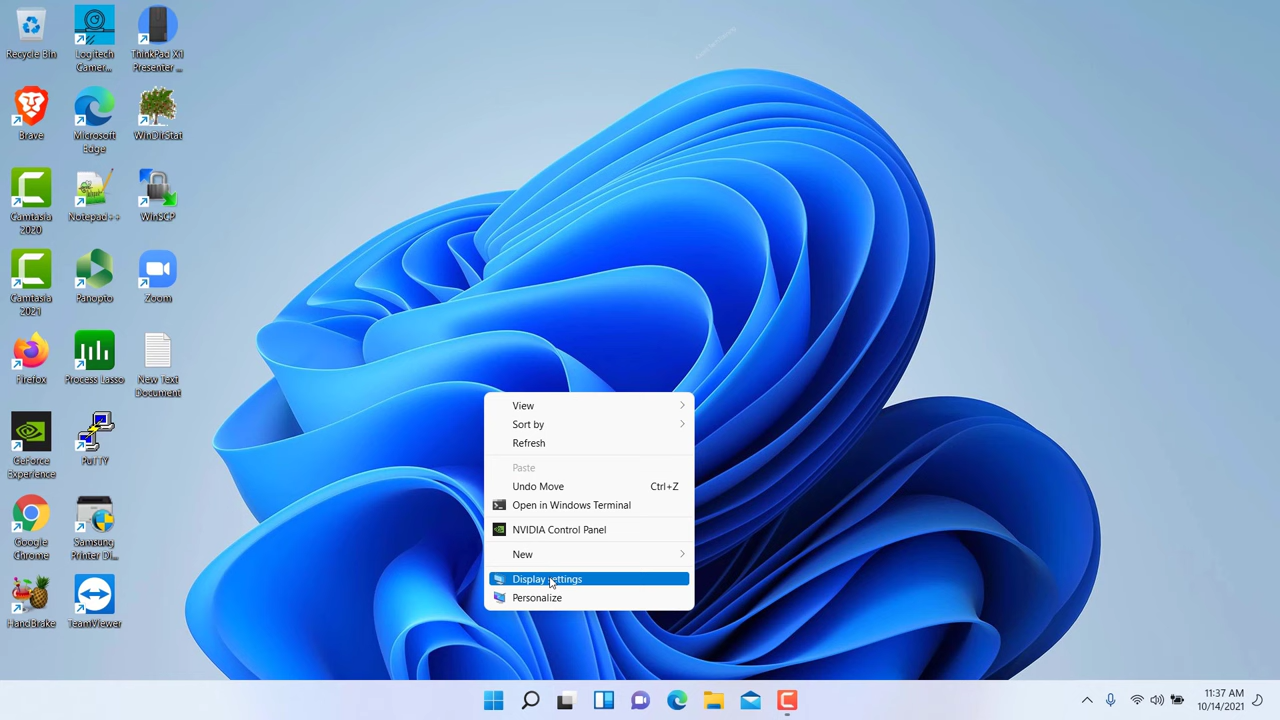 Recycle Bin
Logitech
Camer...
ThinkPad X1
Presenter ...
Brave
Microsoft
Edge
WinDirStat
Camtasia
2020
Notepad++
WinSCP
Camtasia
2021
Panopto
Zoom
Firefox
Process Lasso
New Text
Document
GeForce
Experience
PuTTY
Google
Chrome
Samsung
Printer Di...
HandBrake
TeamViewer
View
Sort by
Refresh
Paste
Undo Move Ctrl+Z
Open in Windows Terminal
NVIDIA Control Panel
New
Display settings
Personalize
11:37 AM
10/14/2021